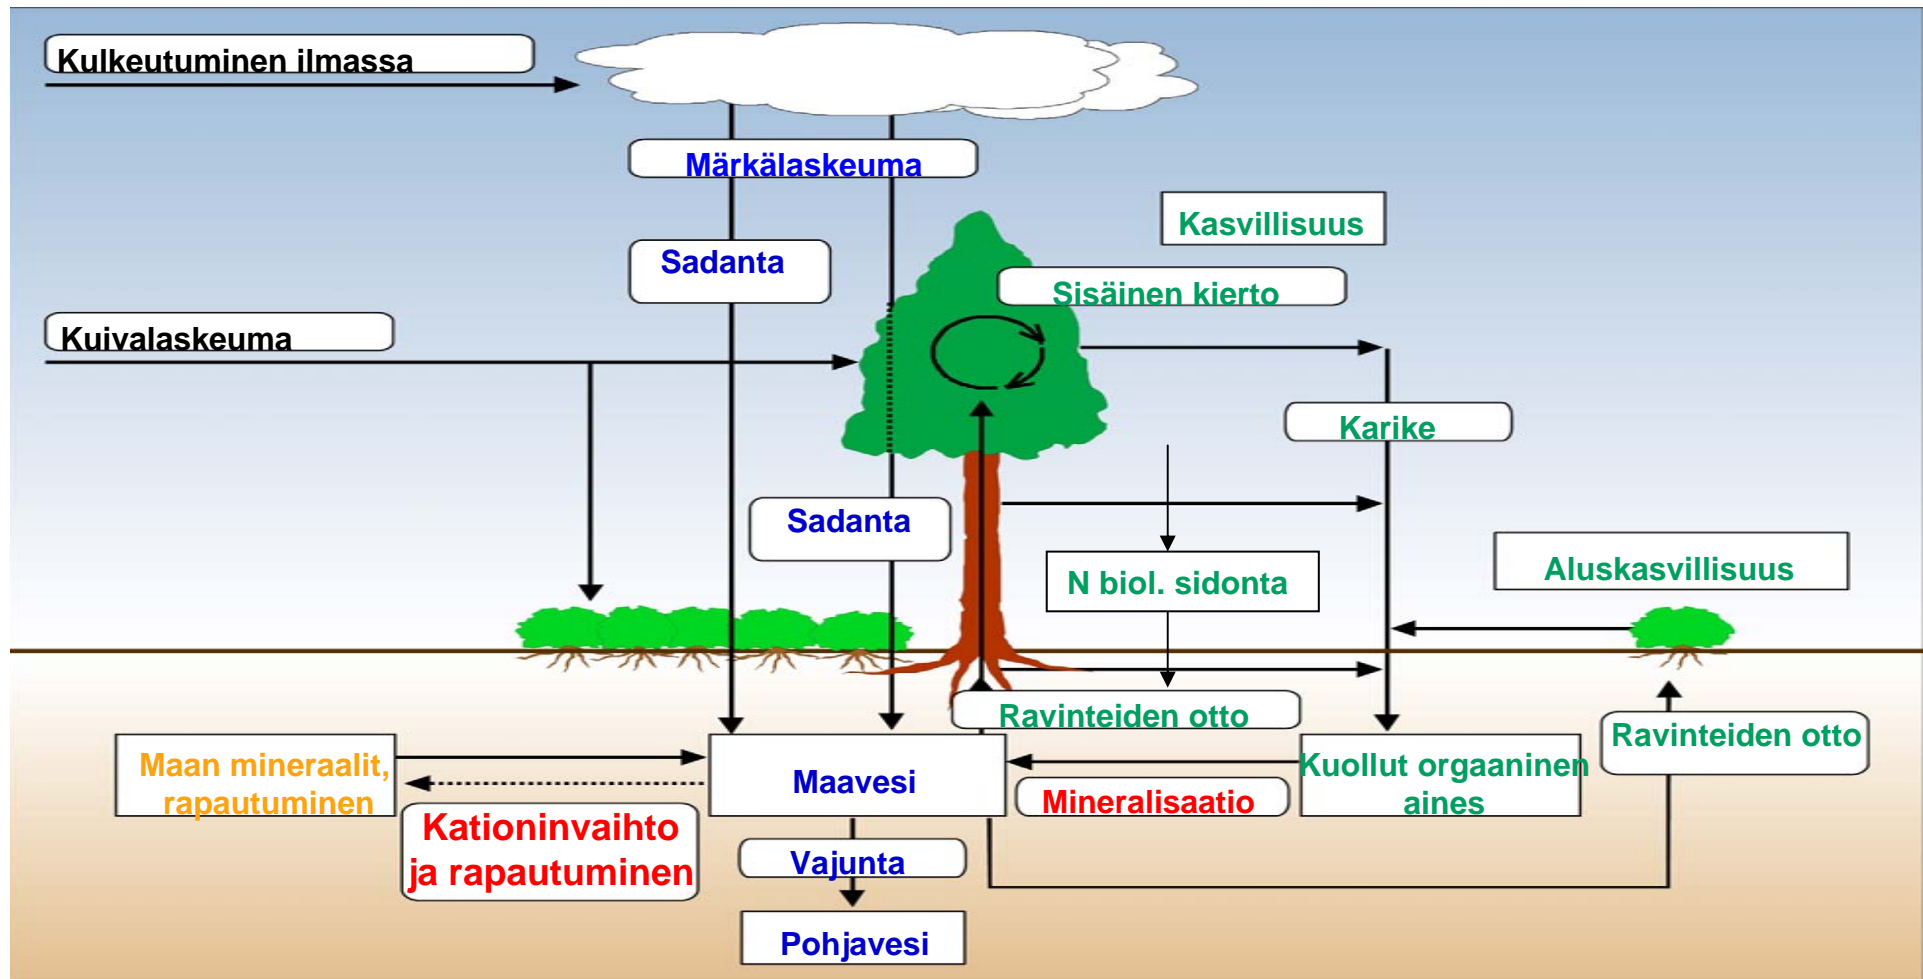 Kulkeutuminen ilmassa
Märkälaskeuma
Kasvillisuus
Sadanta
Sisäinen kierto
Kuivalaskeuma
Karike
Sadanta
N biol. sidonta
Aluskasvillisuus
Ravinteiden otto
Ravinteiden otto
Maan mineraalit,
rapautuminen
Maavesi
Kuollut orgaaninen
aines
Mineralisaatio
Kationinvaihto
ja rapautuminen
Vajunta
Pohjavesi